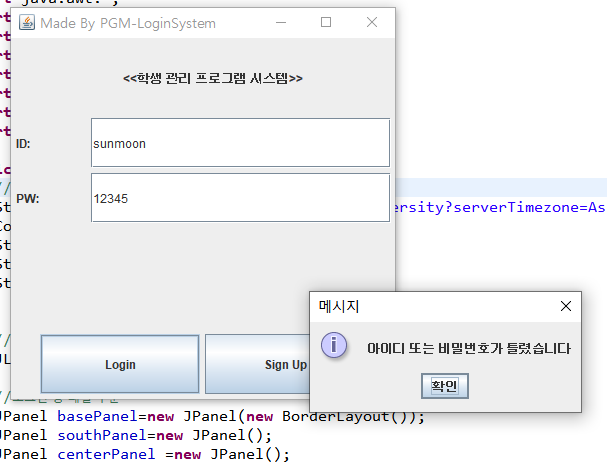 java.awt.*;
Made By PGM-LoginSystem
<<학생 관리 프로그램 시스템>>
ID:
sunmoon
PW:
12345
ersity?serverTimezone=As
메시지
아이디 또는 비밀번호가 틀렸습니다
확인
Login
Sign Up
JPanel basePanel=new JPanel(new BorderLayout());
JPanel southPanel=new JPanel();
JPanel centerPanel =new JPanel();